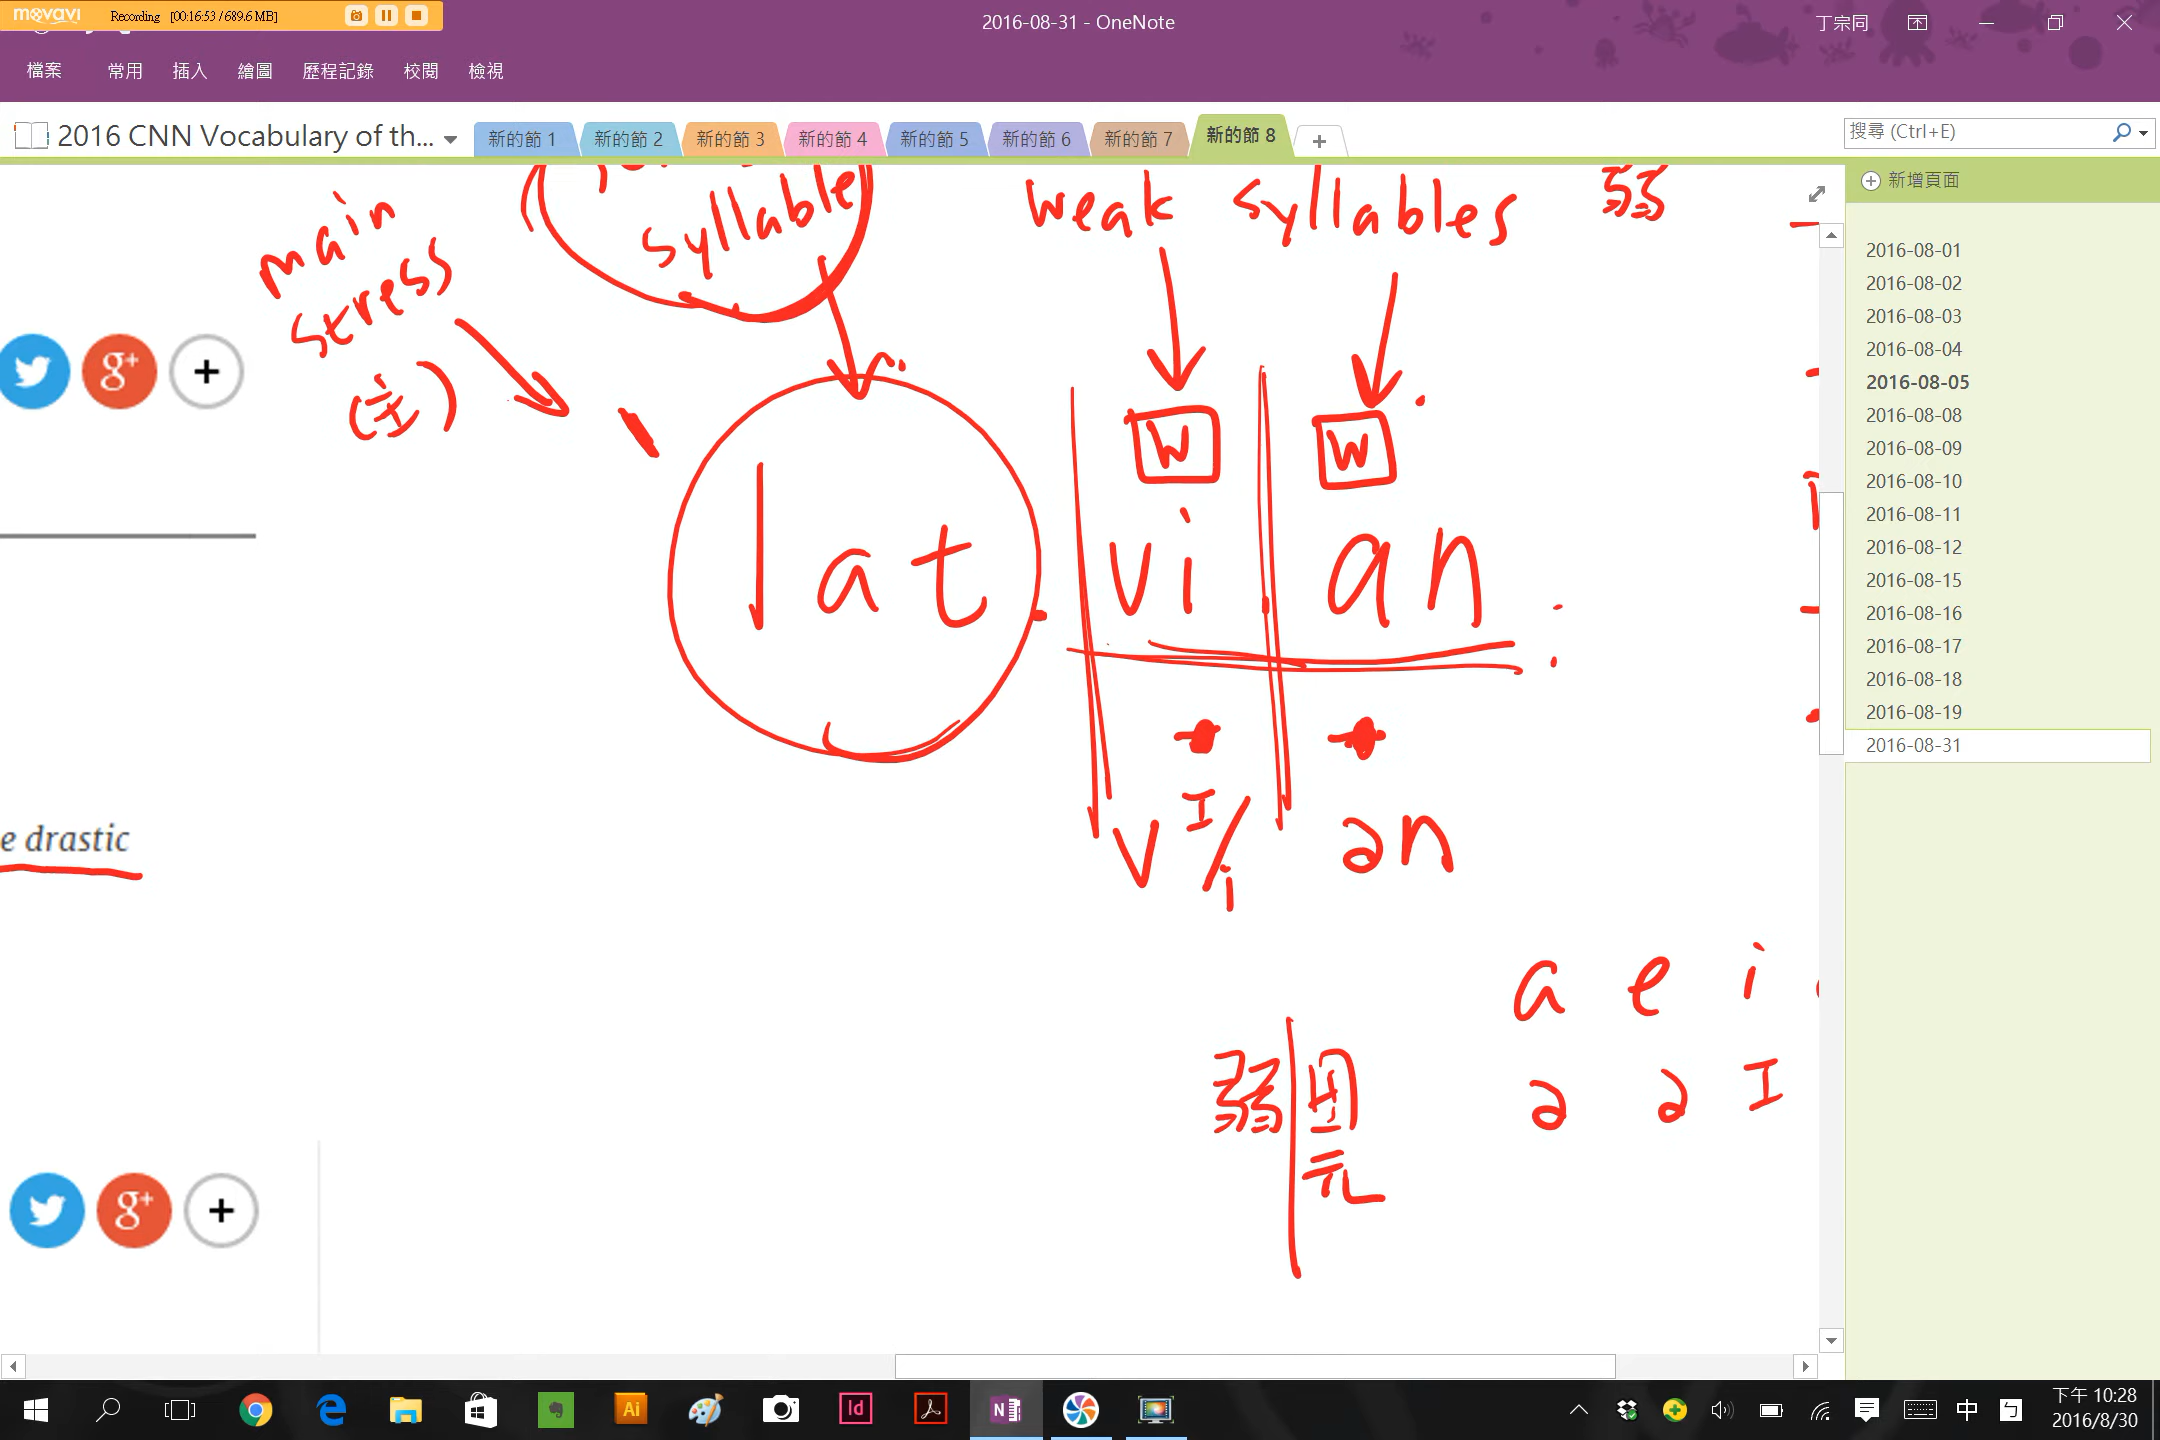 movavi Recording [00:16:53 / 689.6 MB]
2016-08-31 - OneNote
丁宗同
檔案 常用 插入 繪圖 歷程記錄 校閱 檢視
2016 CNN Vocabulary of th...
新的節 1 新的節 2 新的節 3 新的節 4 新的節 5 新的節 6 新的節 7 新的節 8
搜尋 (Ctrl+E)
新增頁面
2016-08-01
2016-08-02
2016-08-03
2016-08-04
2016-08-05
2016-08-08
2016-08-09
2016-08-10
2016-08-11
2016-08-12
2016-08-15
2016-08-16
2016-08-17
2016-08-18
2016-08-19
2016-08-31
syllable
weak syllables 弱
main
stress
(主)
g+
W W
lat vi an
vɪ/i ən
e drastic
a e i
ə ə ɪ
弱 母
元
g+
Ai
Id
N
中
ㄅ
下午 10:28
2016/8/30